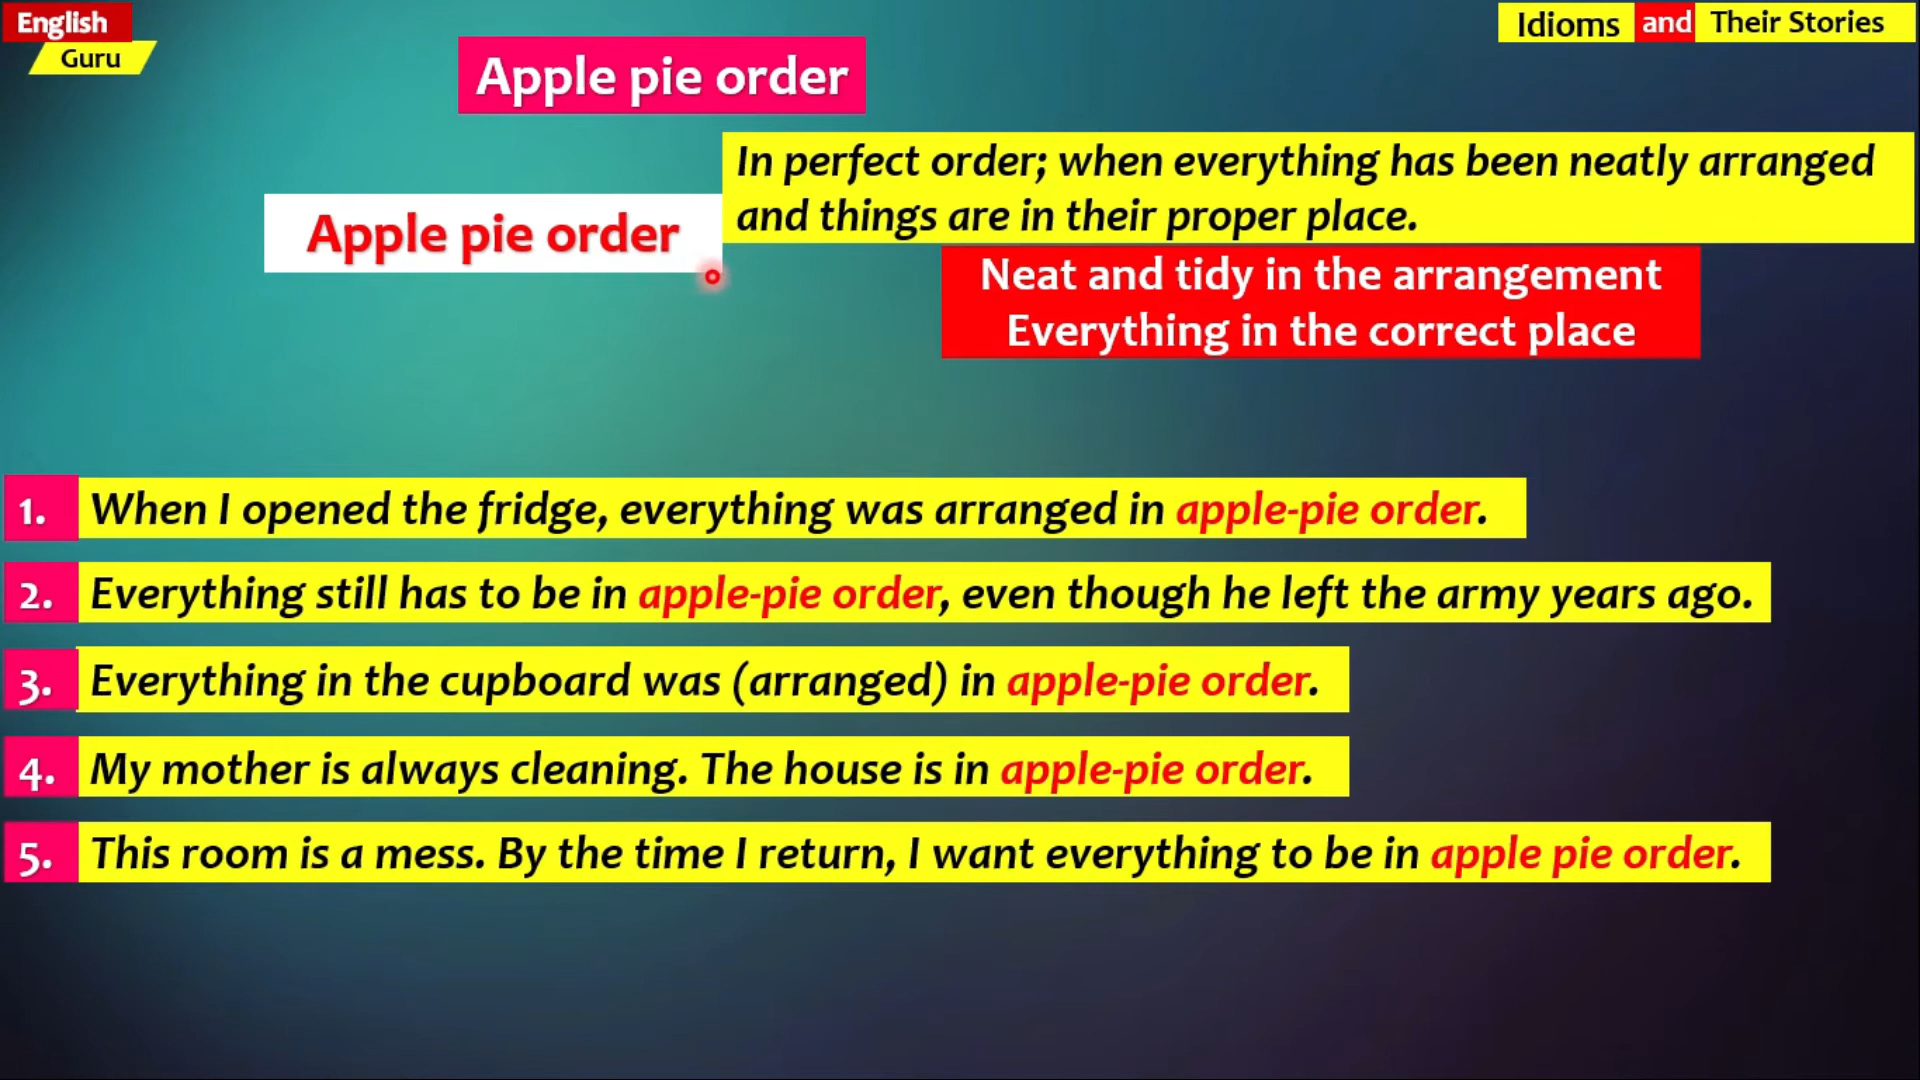 English
Guru
Idioms and Their Stories
Apple pie order
Apple pie order
In perfect order; when everything has been neatly arranged
and things are in their proper place.
Neat and tidy in the arrangement
Everything in the correct place
1. When I opened the fridge, everything was arranged in apple-pie order.
2. Everything still has to be in apple-pie order, even though he left the army years ago.
3. Everything in the cupboard was (arranged) in apple-pie order.
4. My mother is always cleaning. The house is in apple-pie order.
5. This room is a mess. By the time I return, I want everything to be in apple pie order.